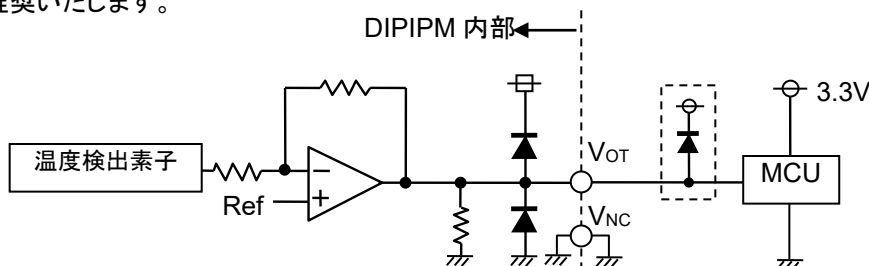 奨いたします。
DIPIPM 内部
3.3V
温度検出素子
VOT
MCU
Ref
VNC